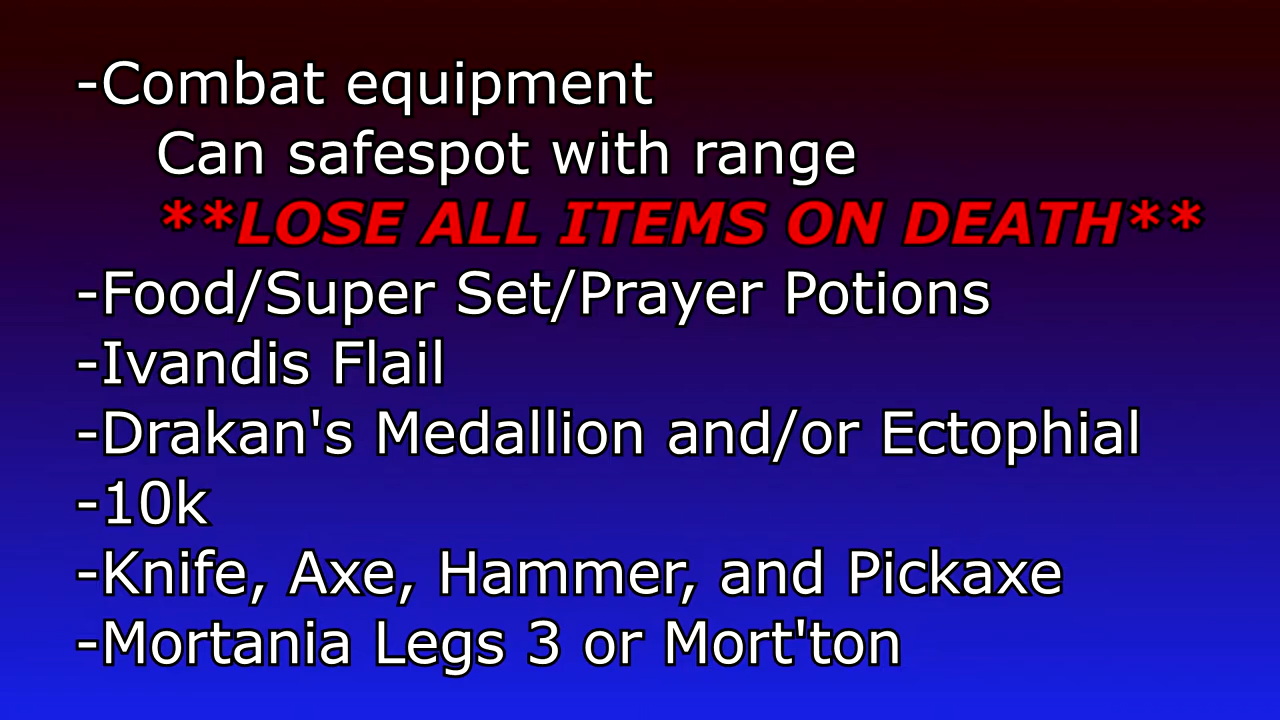 -Combat equipment
Can safespot with range
**LOSE ALL ITEMS ON DEATH**
-Food/Super Set/Prayer Potions
-Ivandis Flail
-Drakan's Medallion and/or Ectophial
-10k
-Knife, Axe, Hammer, and Pickaxe
-Mortania Legs 3 or Mort'ton